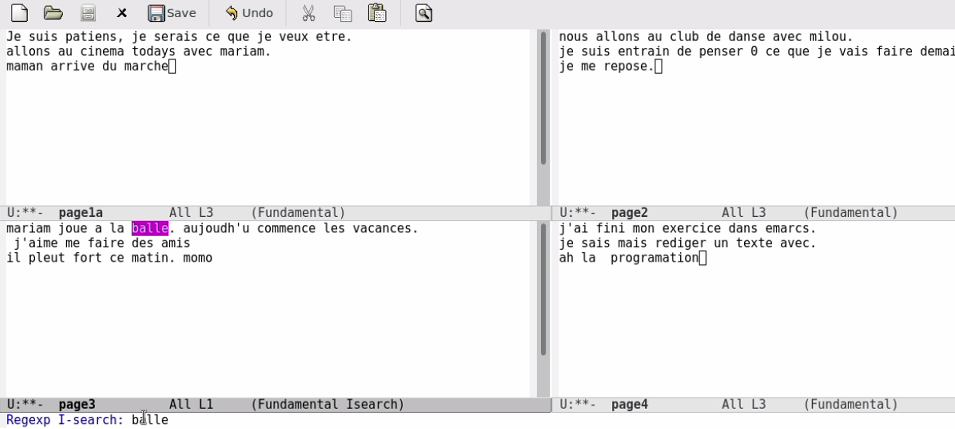 Save Undo
Je suis patiens, je serais ce que je veux etre.
allons au cinema todays avec mariam.
maman arrive du marche
U:**-  page1a        All L3     (Fundamental)
nous allons au club de danse avec milou.
je suis entrain de penser 0 ce que je vais faire demai
je me repose.
U:**-  page2         All L3     (Fundamental)
mariam joue a la balle. aujoudh'u commence les vacances.
 j'aime me faire des amis
il pleut fort ce matin. momo
U:**-  page3         All L1     (Fundamental Isearch)
j'ai fini mon exercice dans emarcs.
je sais mais rediger un texte avec.
ah la  programation
U:**-  page4         All L3     (Fundamental)
Regexp I-search: balle